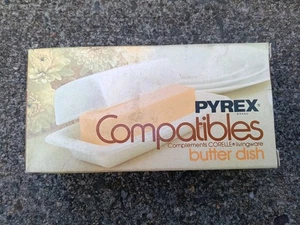 PYREX
Compatibles
Complements CORELLE livingware
butter dish